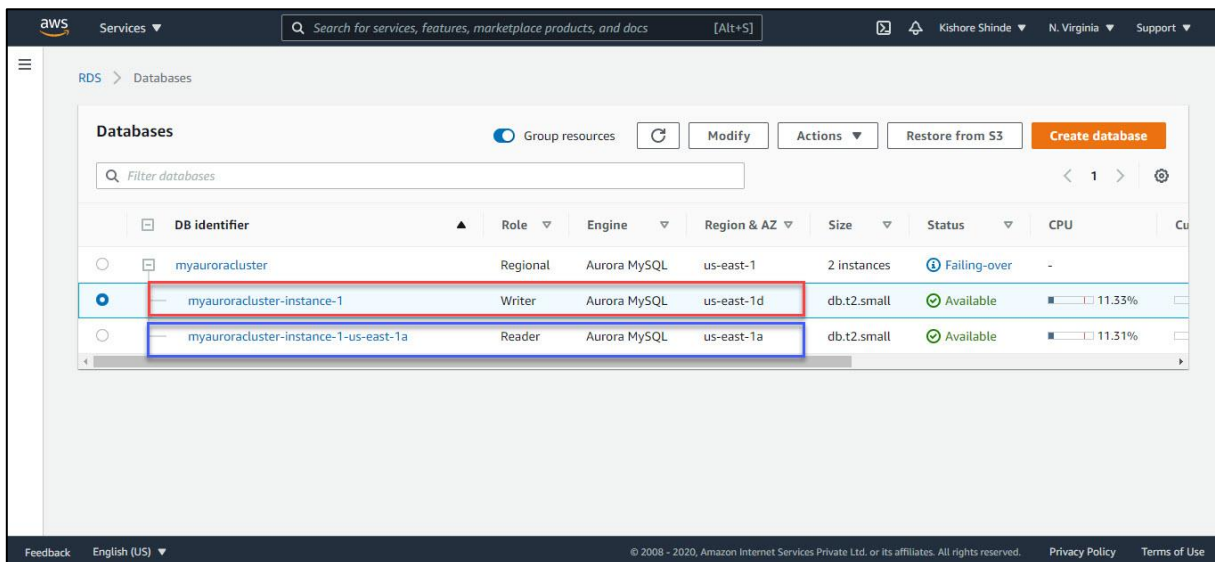 aws Services ▼ Search for services, features, marketplace products, and docs [Alt+S] Kishore Shinde ▼ N. Virginia ▼ Support ▼
RDS > Databases
Databases Group resources Modify Actions ▼ Restore from S3 Create database
Filter databases < 1 >
DB identifier ▲ Role Engine Region & AZ Size Status CPU Cu
myauroracluster Regional Aurora MySQL us-east-1 2 instances Failing-over -
myauroracluster-instance-1 Writer Aurora MySQL us-east-1d db.t2.small Available 11.33%
myauroracluster-instance-1-us-east-1a Reader Aurora MySQL us-east-1a db.t2.small Available 11.31%
Feedback English (US) ▼ © 2008 - 2020, Amazon Internet Services Private Ltd. or its affiliates. All rights reserved. Privacy Policy Terms of Use